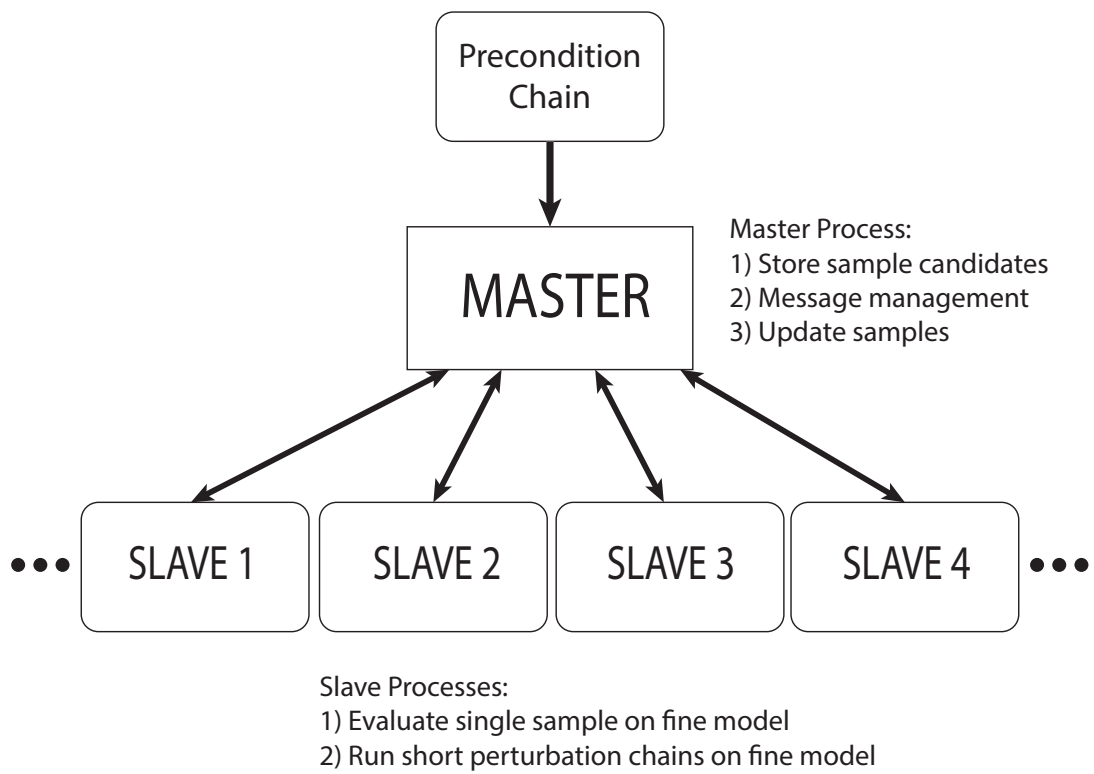 Precondition
Chain
MASTER
Master Process:
1) Store sample candidates
2) Message management
3) Update samples
SLAVE 1
SLAVE 2
SLAVE 3
SLAVE 4
Slave Processes:
1) Evaluate single sample on fine model
2) Run short perturbation chains on fine model